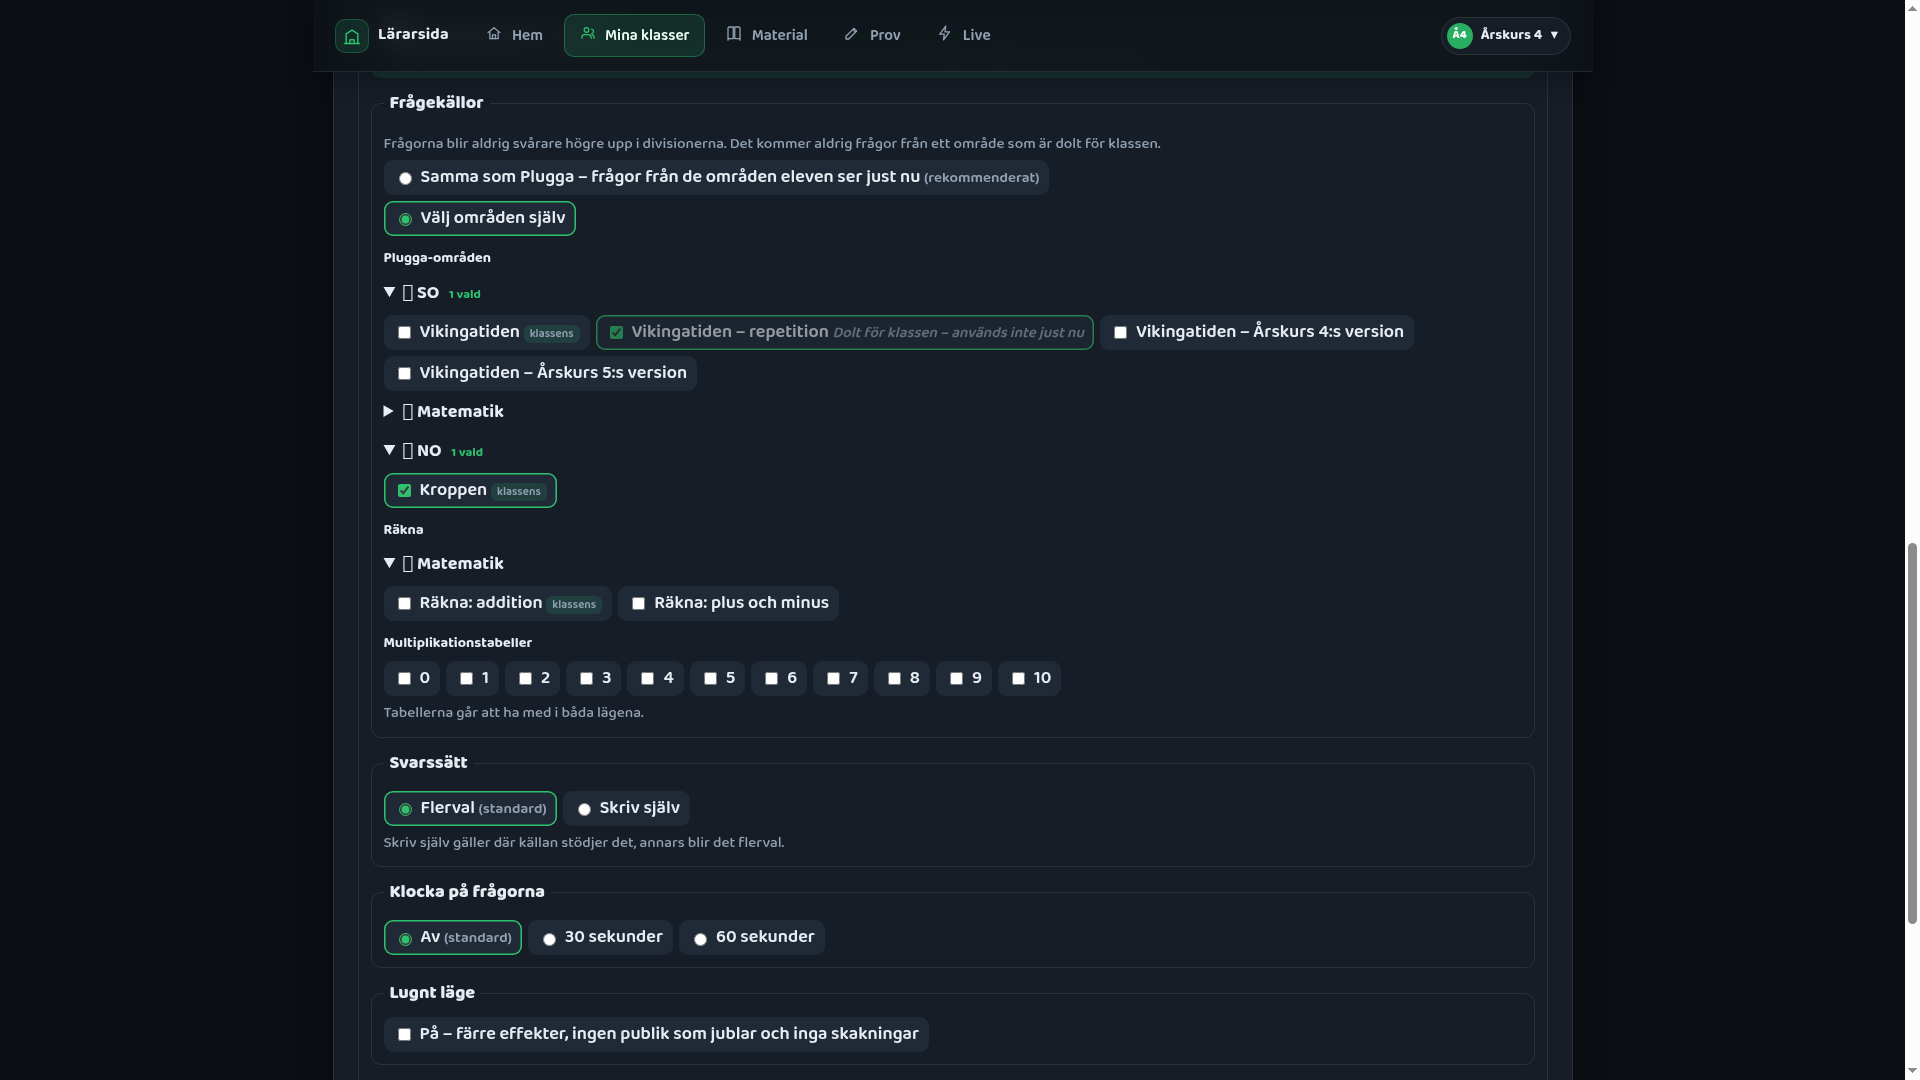 Lärarsida Hem Mina klasser Material Prov Live Å4 Årskurs 4 ▼
Frågekällor
Frågorna blir aldrig svårare högre upp i divisionerna. Det kommer aldrig frågor från ett område som är dolt för klassen.
Samma som Plugga – frågor från de områden eleven ser just nu (rekommenderat)
Välj områden själv
Plugga-områden
▼ SO 1 vald
Vikingatiden klassens Vikingatiden – repetition Dolt för klassen – används inte just nu Vikingatiden – Årskurs 4:s version
Vikingatiden – Årskurs 5:s version
▶ Matematik
▼ NO 1 vald
Kroppen klassens
Räkna
▼ Matematik
Räkna: addition klassens Räkna: plus och minus
Multiplikationstabeller
0 1 2 3 4 5 6 7 8 9 10
Tabellerna går att ha med i båda lägena.
Svarssätt
Flerval (standard) Skriv själv
Skriv själv gäller där källan stödjer det, annars blir det flerval.
Klocka på frågorna
Av (standard) 30 sekunder 60 sekunder
Lugnt läge
På – färre effekter, ingen publik som jublar och inga skakningar